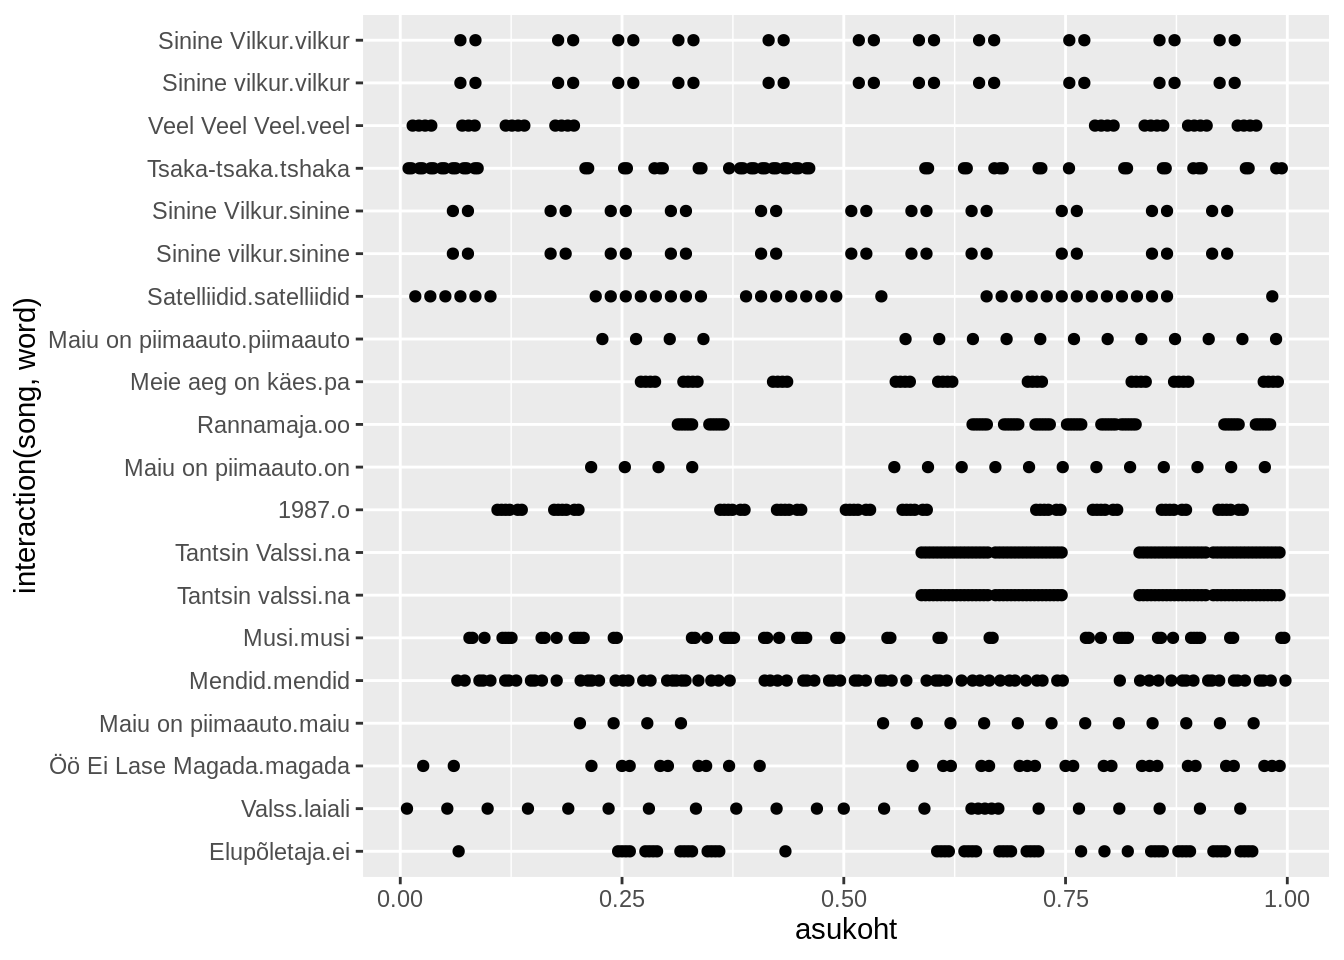 interaction(song, word)
Sinine Vilkur.vilkur
Sinine vilkur.vilkur
Veel Veel Veel.veel
Tsaka-tsaka.tshaka
Sinine Vilkur.sinine
Sinine vilkur.sinine
Satelliidid.satelliidid
Maiu on piimaauto.piimaauto
Meie aeg on käes.pa
Rannamaja.oo
Maiu on piimaauto.on
1987.o
Tantsin Valssi.na
Tantsin valssi.na
Musi.musi
Mendid.mendid
Maiu on piimaauto.maiu
Öö Ei Lase Magada.magada
Valss.laiali
Elupõletaja.ei
0.00 0.25 0.50 0.75 1.00
asukoht